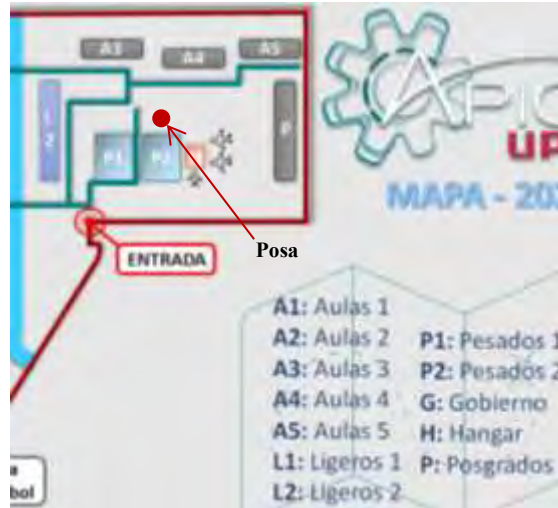 A3
A4
A5
L2
P1
P2
P
APIC
UP
MAPA - 20
ENTRADA
Posa
A1: Aulas 1
A2: Aulas 2
A3: Aulas 3
A4: Aulas 4
A5: Aulas 5
L1: Ligeros 1
L2: Ligeros 2
P1: Pesados 1
P2: Pesados 2
G: Gobierno
H: Hangar
P: Posgrados
a
bol